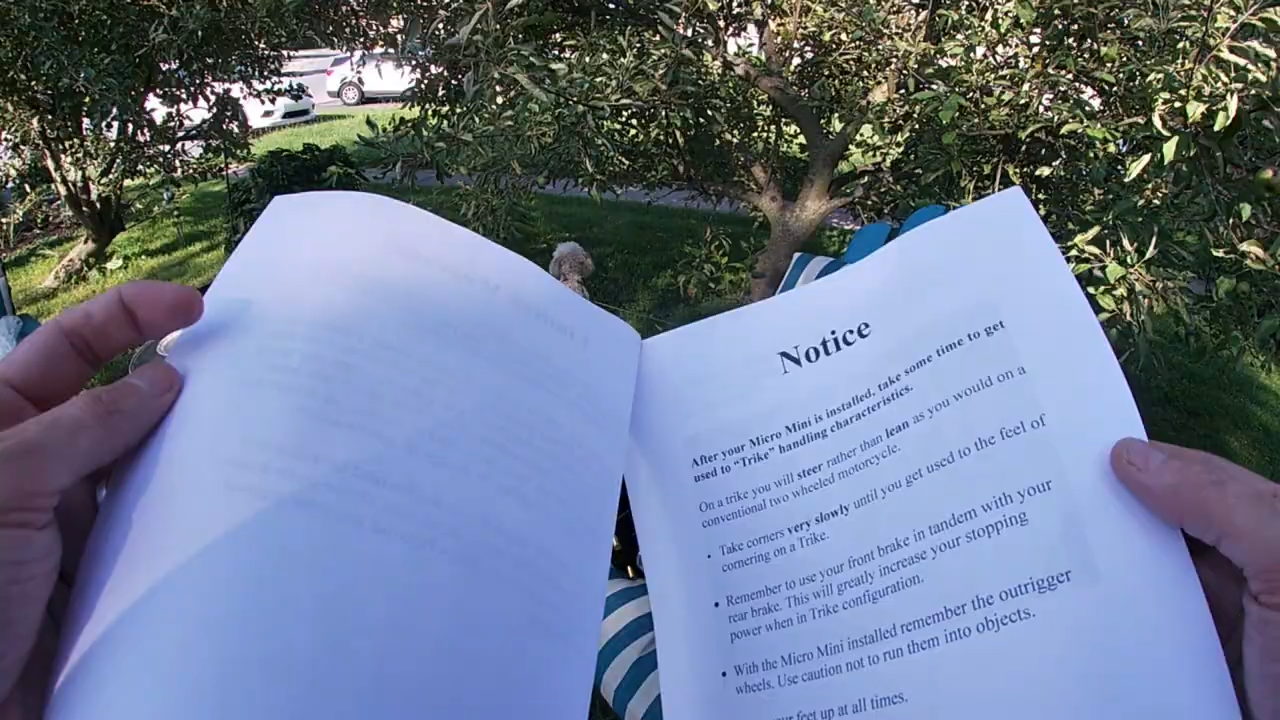 Notice
After your Micro Mini is installed, take some time to get
used to “Trike” handling characteristics.
On a trike you will steer rather than lean as you would on a
conventional two wheeled motorcycle.
• Take corners very slowly until you get used to the feel of
cornering on a Trike.
• Remember to use your front brake in tandem with your
rear brake. This will greatly increase your stopping
power when in Trike configuration.
• With the Micro Mini installed remember the outrigger
wheels. Use caution not to run them into objects.
feet up at all times.